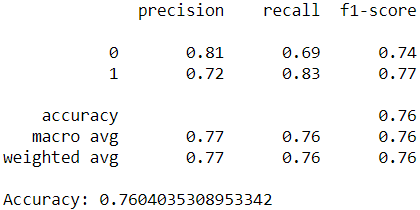 precision recall f1-score
0 0.81 0.69 0.74
1 0.72 0.83 0.77
accuracy 0.76
macro avg 0.77 0.76 0.76
weighted avg 0.77 0.76 0.76
Accuracy: 0.7604035308953342